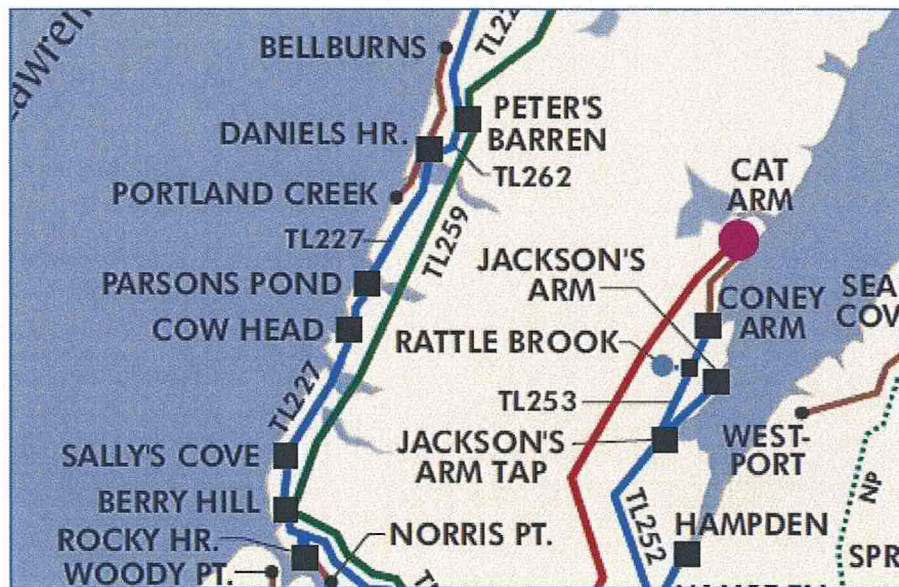 BELLBURNS
PETER'S
BARREN
DANIELS HR.
TL262
PORTLAND CREEK
CAT
ARM
TL227
TL259
JACKSON'S
ARM
PARSONS POND
CONEY
ARM
COW HEAD
RATTLE BROOK
TL227
TL253
SALLY'S COVE
JACKSON'S
ARM TAP
WEST-
PORT
BERRY HILL
NP
TL252
ROCKY HR.
NORRIS PT.
HAMPDEN
WOODY PT.